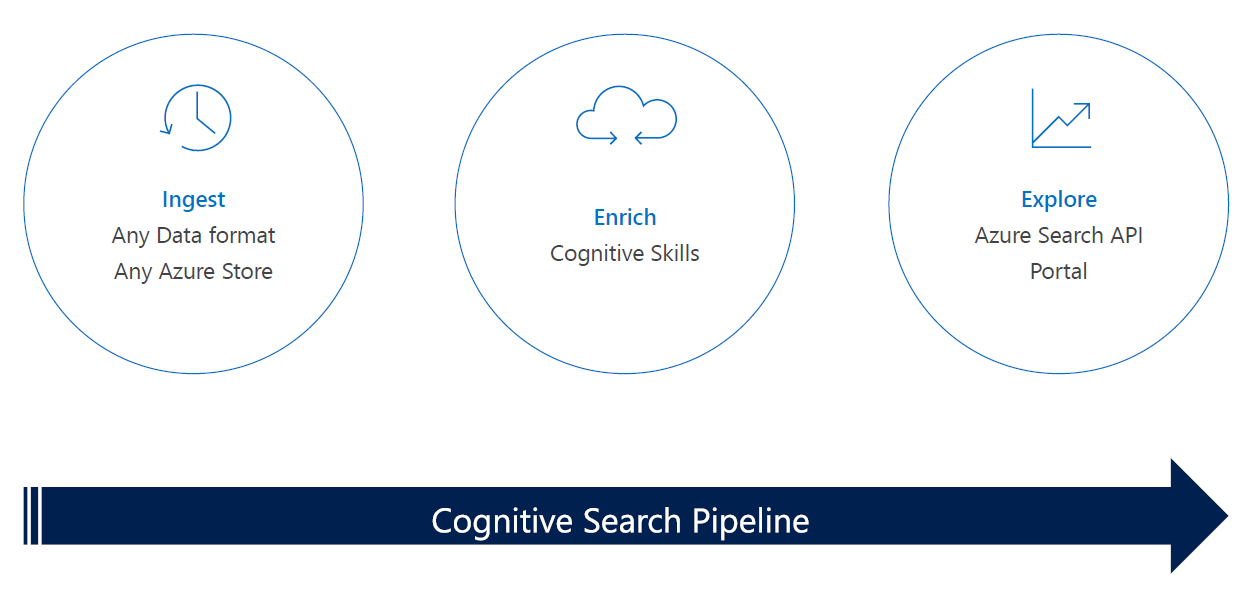 Ingest
Any Data format
Any Azure Store
Enrich
Cognitive Skills
Explore
Azure Search API
Portal
Cognitive Search Pipeline